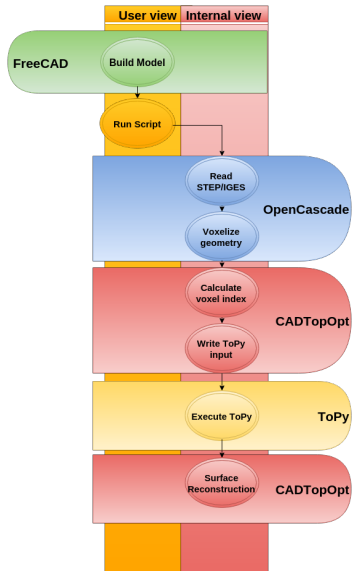 User view
Internal view
FreeCAD
Build Model
Run Script
Read
STEP/IGES
OpenCascade
Voxelize
geometry
Calculate
voxel index
CADTopOpt
Write ToPy
input
Execute ToPy
ToPy
Surface
Reconstruction
CADTopOpt